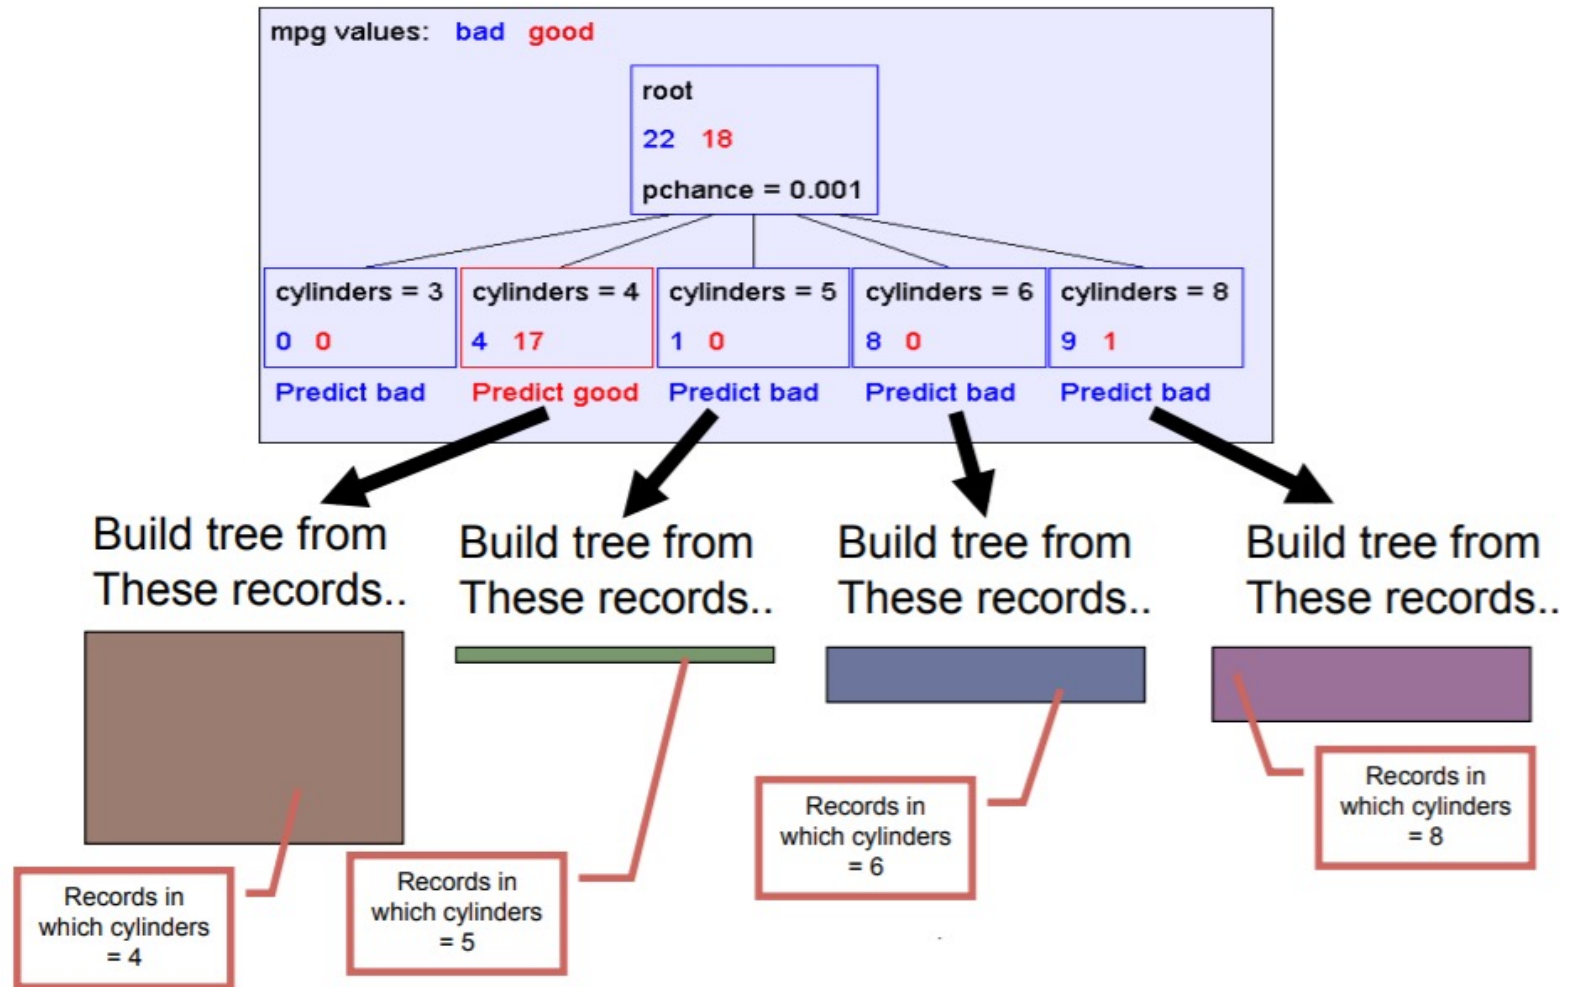 mpg values: bad good
root
22 18
pchance = 0.001
cylinders = 3 cylinders = 4 cylinders = 5 cylinders = 6 cylinders = 8
0 0 4 17 1 0 8 0 9 1
Predict bad Predict good Predict bad Predict bad Predict bad
Build tree from
These records..
Build tree from
These records..
Build tree from
These records..
Build tree from
These records..
Records in
which cylinders
= 4
Records in
which cylinders
= 5
Records in
which cylinders
= 6
Records in
which cylinders
= 8